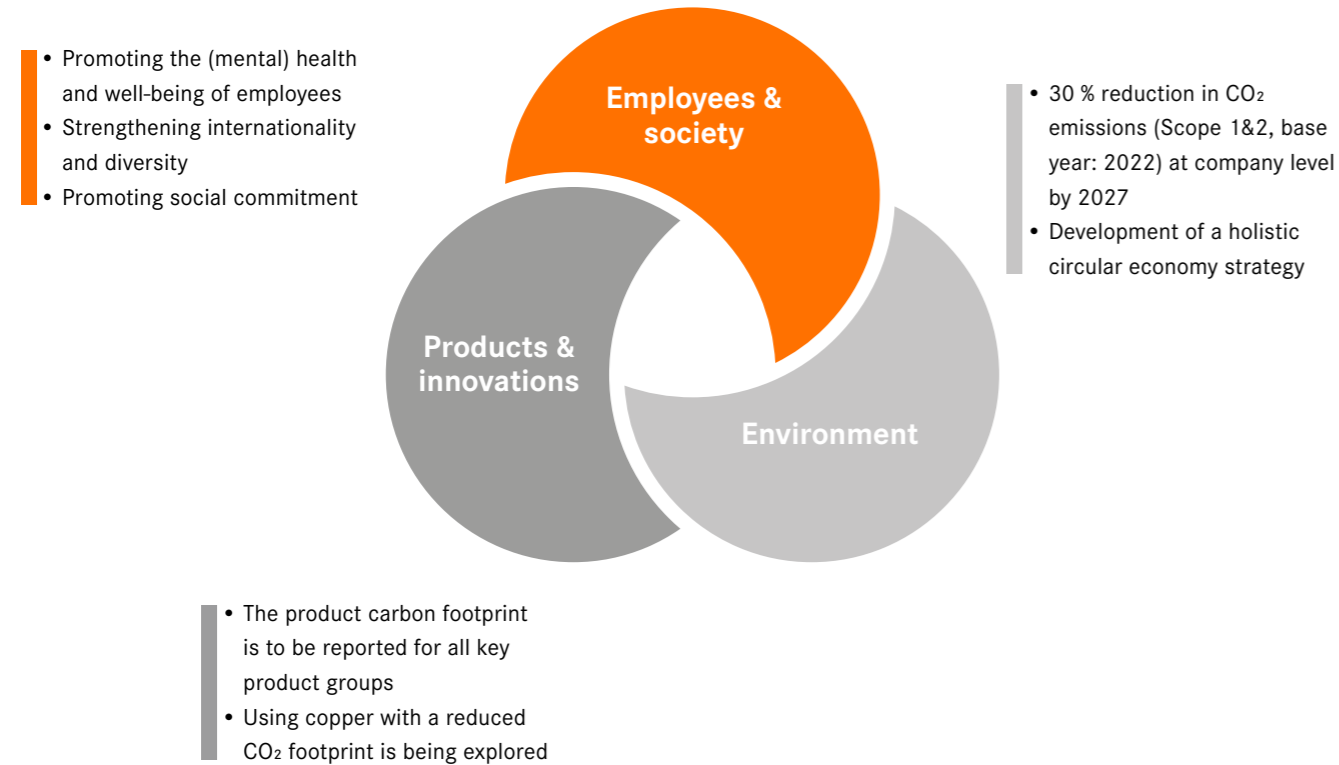 • Promoting the (mental) health
and well-being of employees
• Strengthening internationality
and diversity
• Promoting social commitment
Employees &
society
• 30 % reduction in CO₂
emissions (Scope 1&2, base
year: 2022) at company level
by 2027
• Development of a holistic
circular economy strategy
Products &
innovations
Environment
• The product carbon footprint
is to be reported for all key
product groups
• Using copper with a reduced
CO₂ footprint is being explored